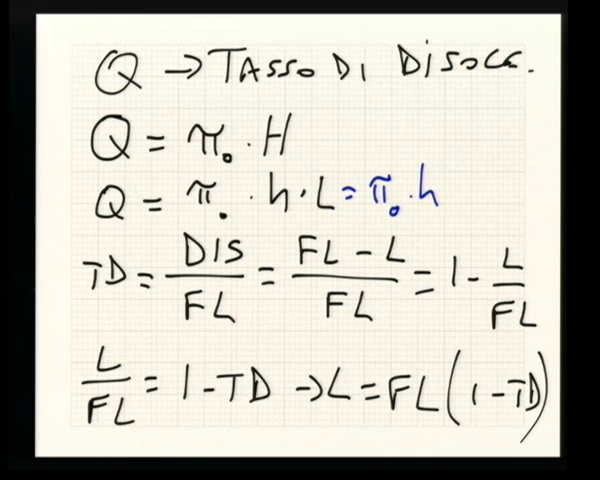 Q → TASSO DI DISOCC.
Q = π₀ · H
Q = π₀ · h · L = π₀ · h
TD = DIS/FL = FL - L/FL = 1 - L/FL
L/FL = 1 - TD → L = FL(1 - TD)